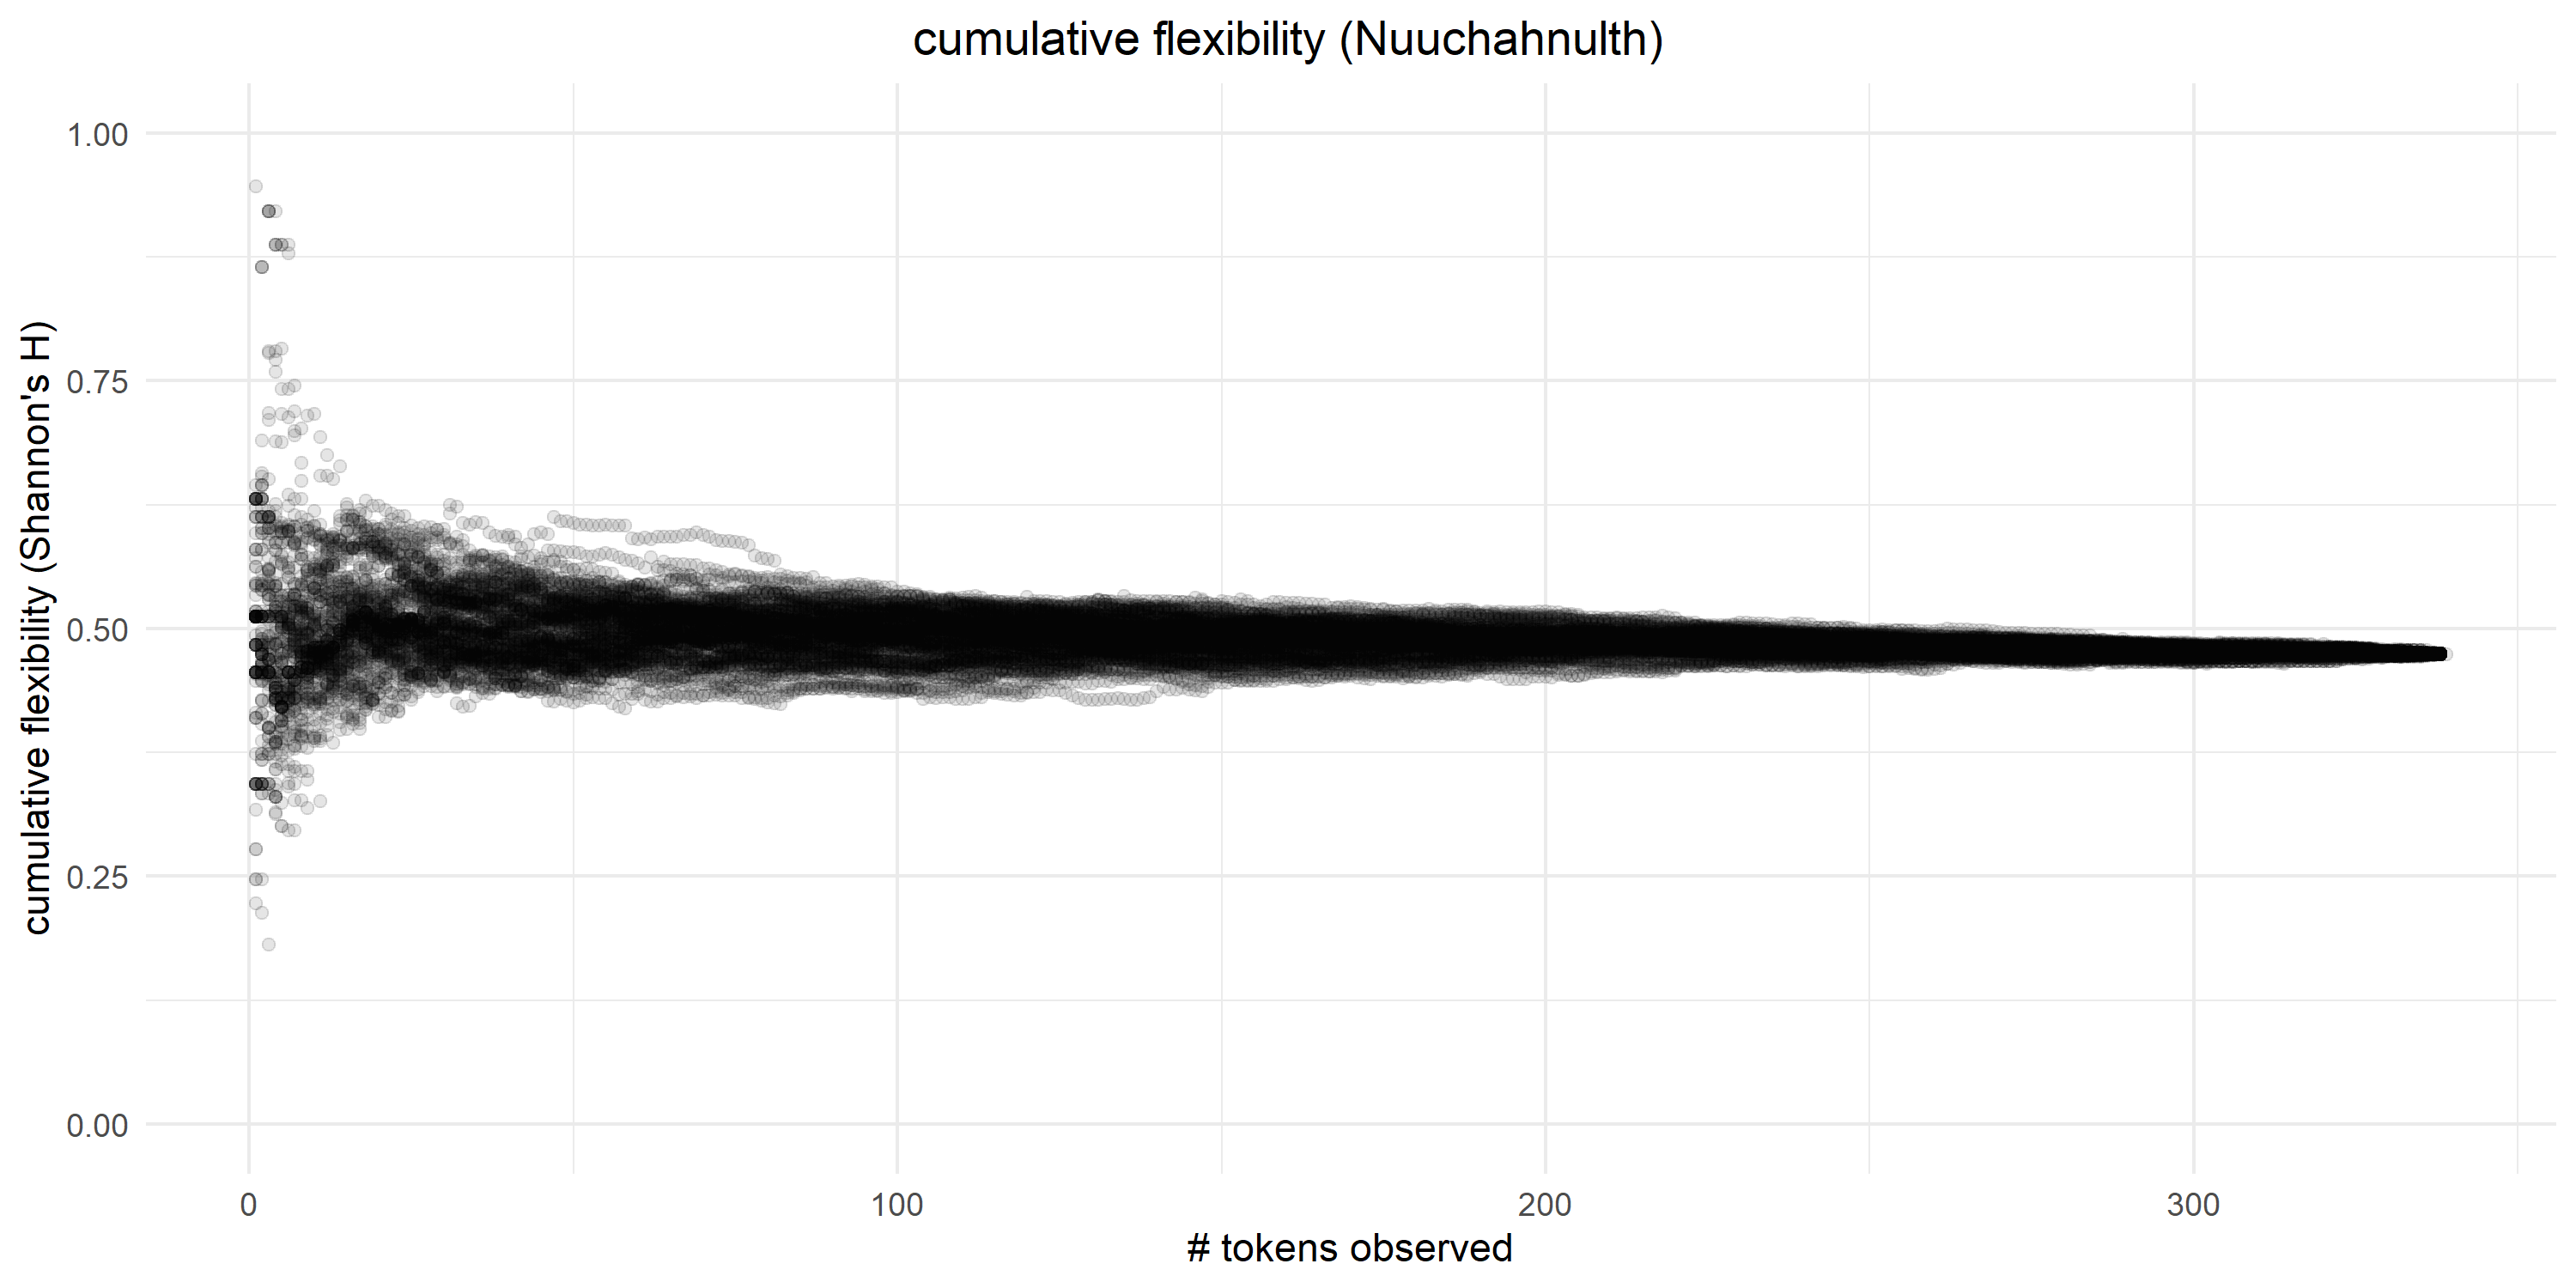 cumulative flexibility (Nuuchahnulth)
cumulative flexibility (Shannon's H)
1.00
0.75
0.50
0.25
0.00
0 100 200 300
# tokens observed